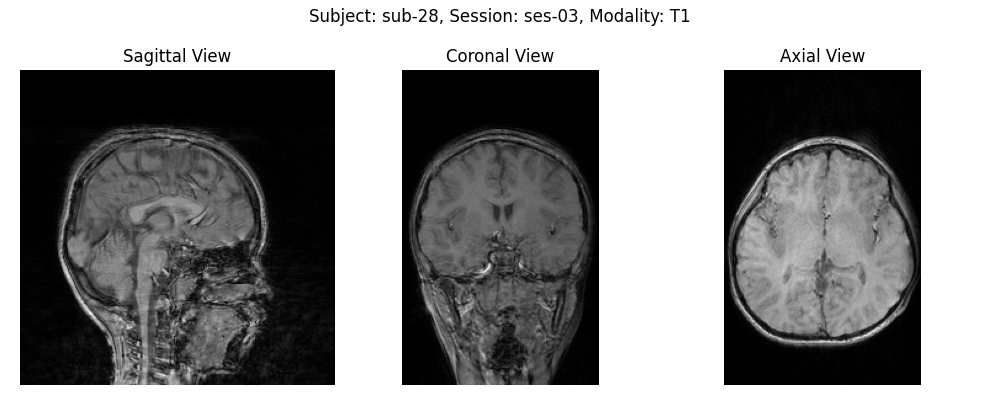 Subject: sub-28, Session: ses-03, Modality: T1
Sagittal View
Coronal View
Axial View